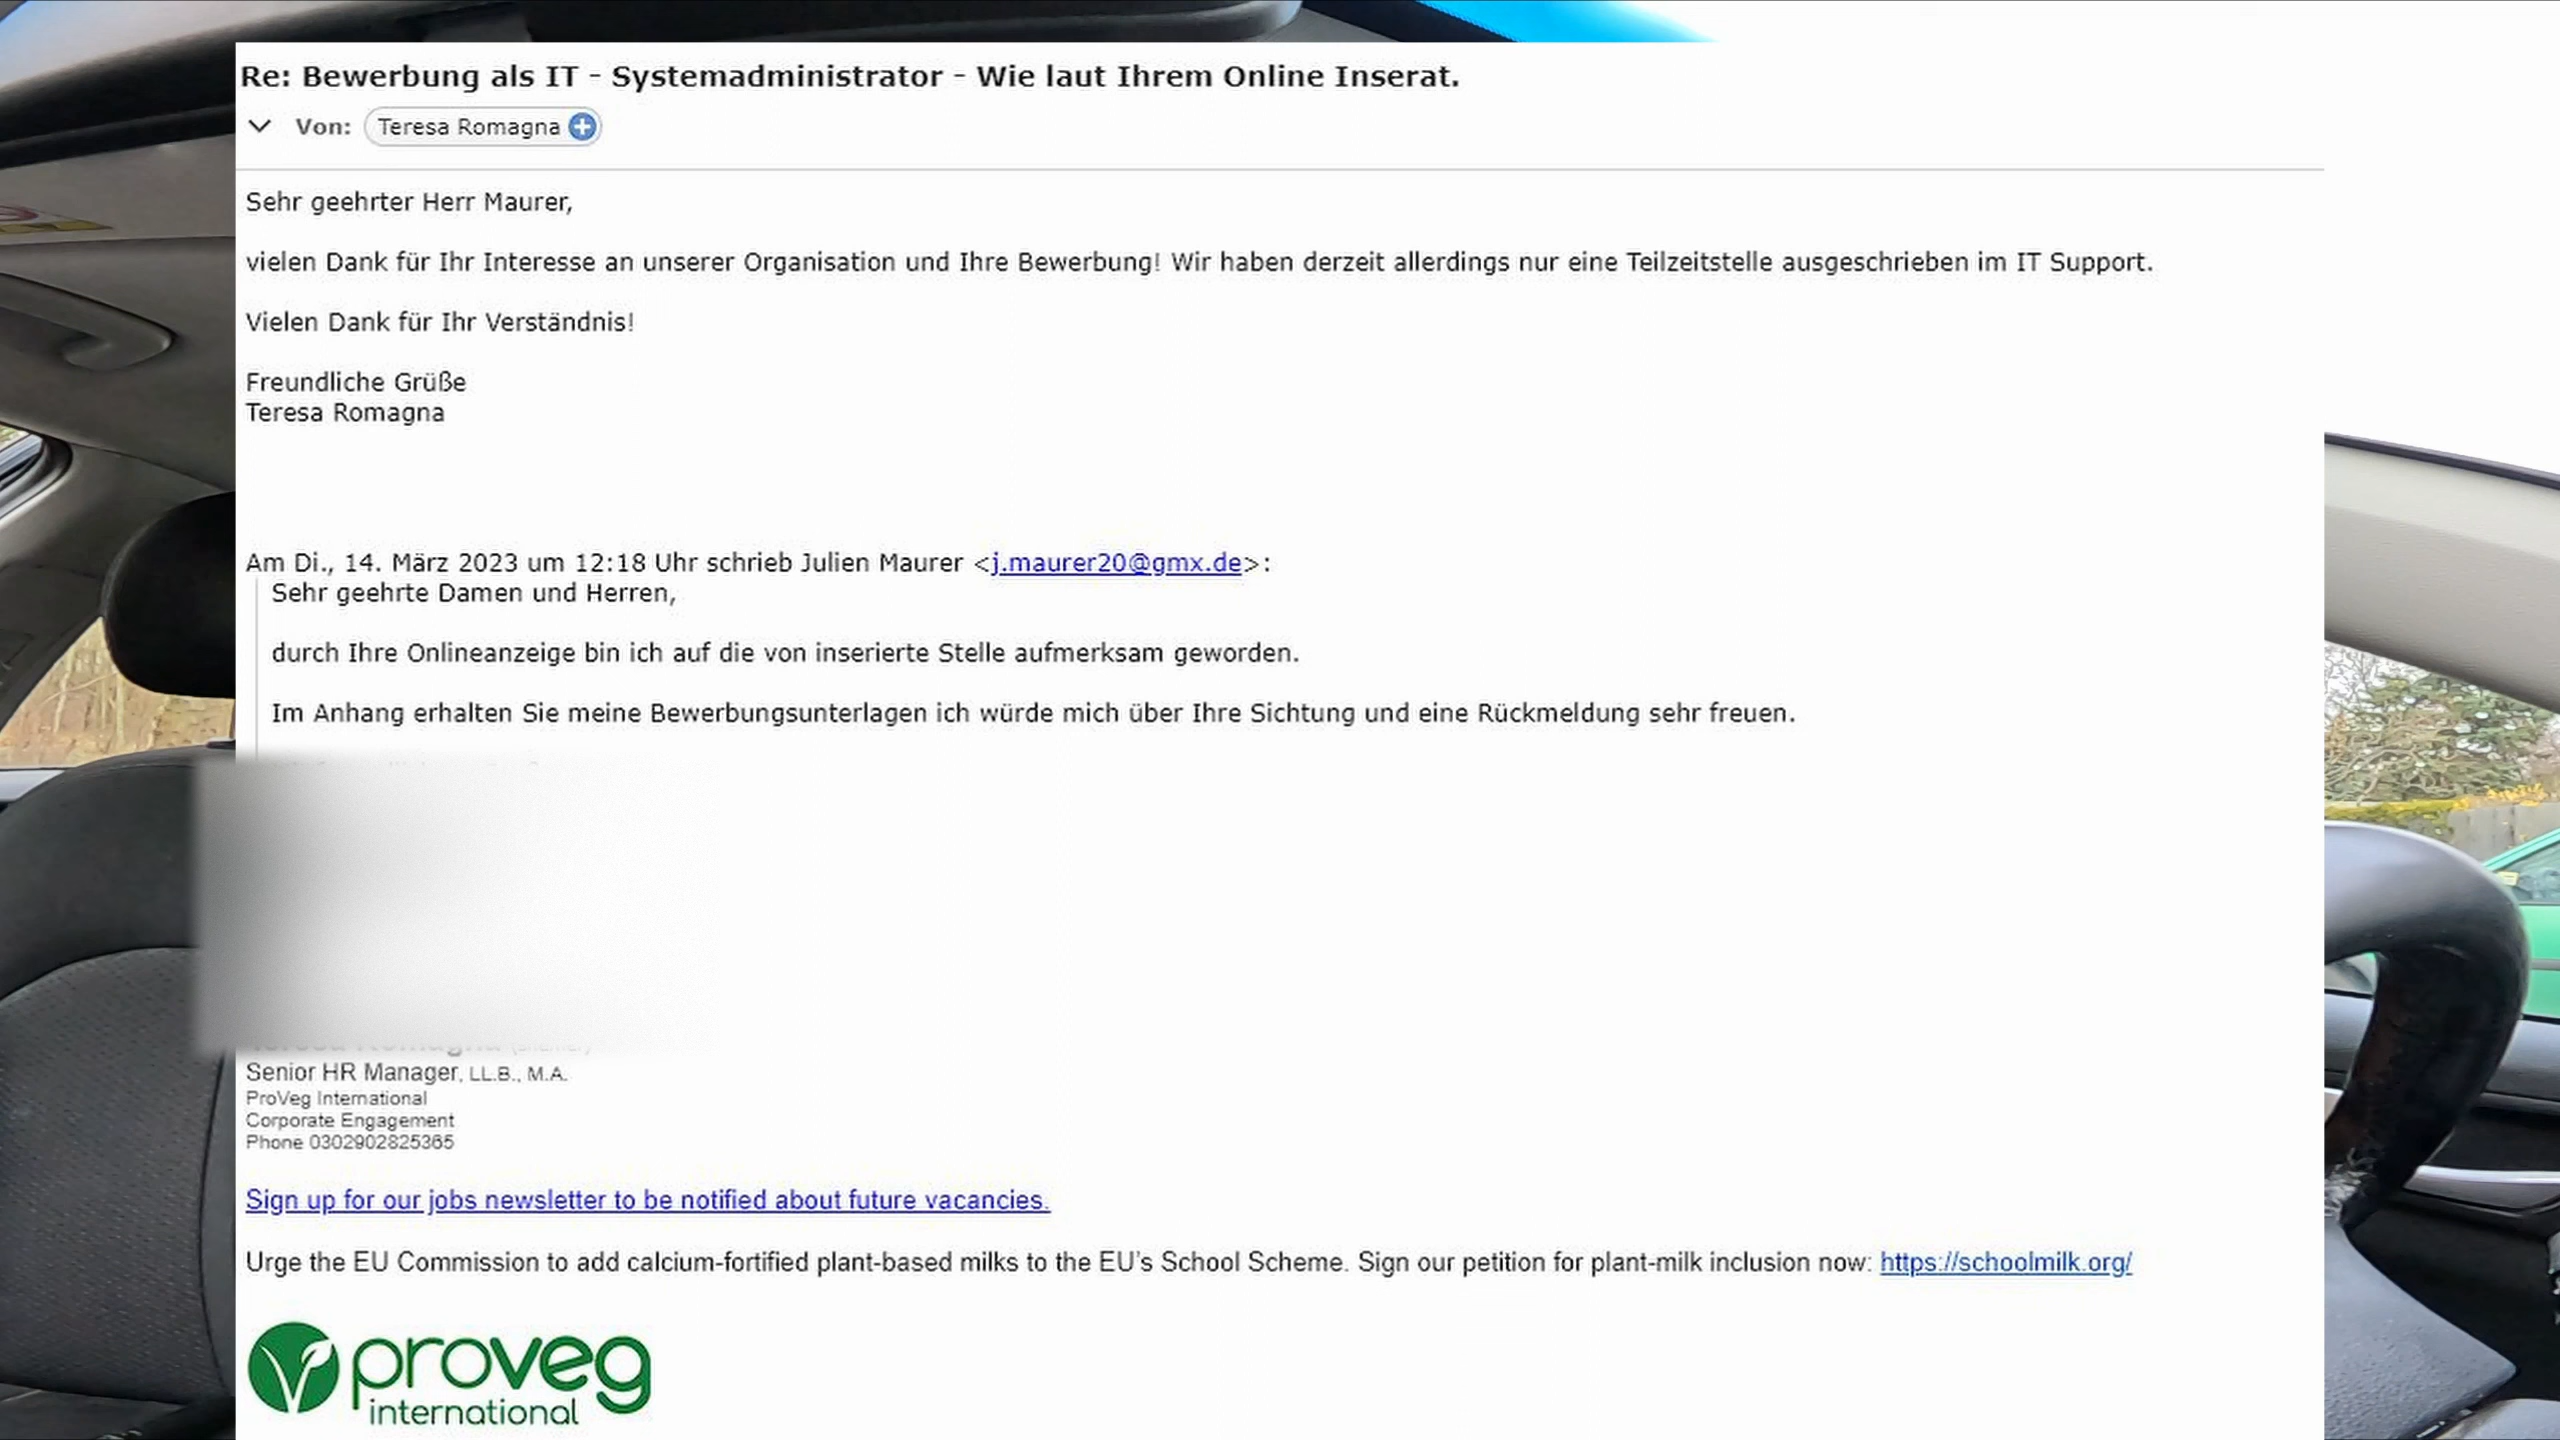 Re: Bewerbung als IT - Systemadministrator - Wie laut Ihrem Online Inserat.
Von: Teresa Romagna
Sehr geehrter Herr Maurer,
vielen Dank für Ihr Interesse an unserer Organisation und Ihre Bewerbung! Wir haben derzeit allerdings nur eine Teilzeitstelle ausgeschrieben im IT Support.
Vielen Dank für Ihr Verständnis!
Freundliche Grüße
Teresa Romagna
Am Di., 14. März 2023 um 12:18 Uhr schrieb Julien Maurer <j.maurer20@gmx.de>:
Sehr geehrte Damen und Herren,
durch Ihre Onlineanzeige bin ich auf die von inserierte Stelle aufmerksam geworden.
Im Anhang erhalten Sie meine Bewerbungsunterlagen ich würde mich über Ihre Sichtung und eine Rückmeldung sehr freuen.
Senior HR Manager, LL.B., M.A.
ProVeg International
Corporate Engagement
Phone 0302902825365
Sign up for our jobs newsletter to be notified about future vacancies.
Urge the EU Commission to add calcium-fortified plant-based milks to the EU's School Scheme. Sign our petition for plant-milk inclusion now: https://schoolmilk.org/
proveg
international